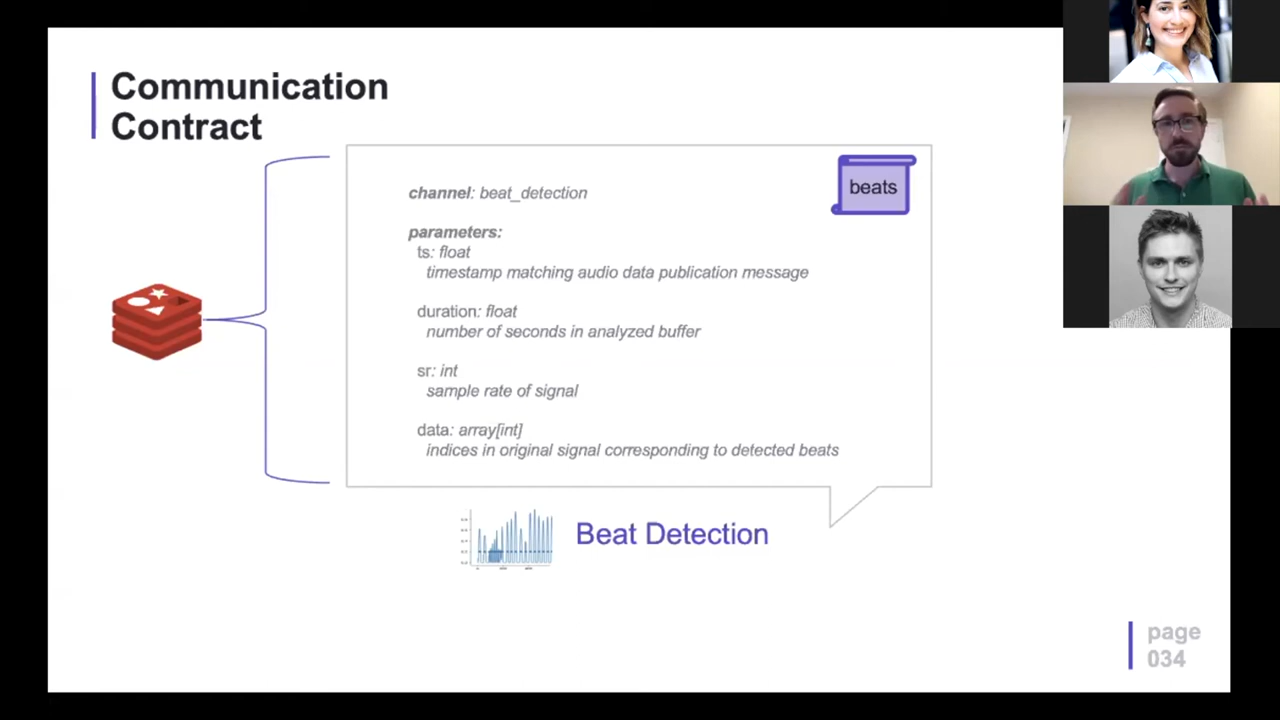 Communication
Contract
beats
channel: beat_detection
parameters:
ts: float
timestamp matching audio data publication message
duration: float
number of seconds in analyzed buffer
sr: int
sample rate of signal
data: array[int]
indices in original signal corresponding to detected beats
Beat Detection
page
034